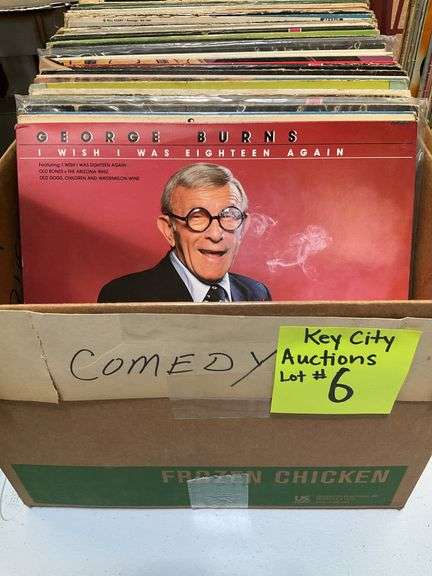 GEORGE BURNS
I WISH I WAS EIGHTEEN AGAIN
Featuring: I WISH I WAS EIGHTEEN AGAIN
OLD BONES • THE ARIZONA WHIZ
OLD DOGS, CHILDREN AND WATERMELON WINE
COMEDY
Key City
Auctions
Lot # 6
FROZEN CHICKEN